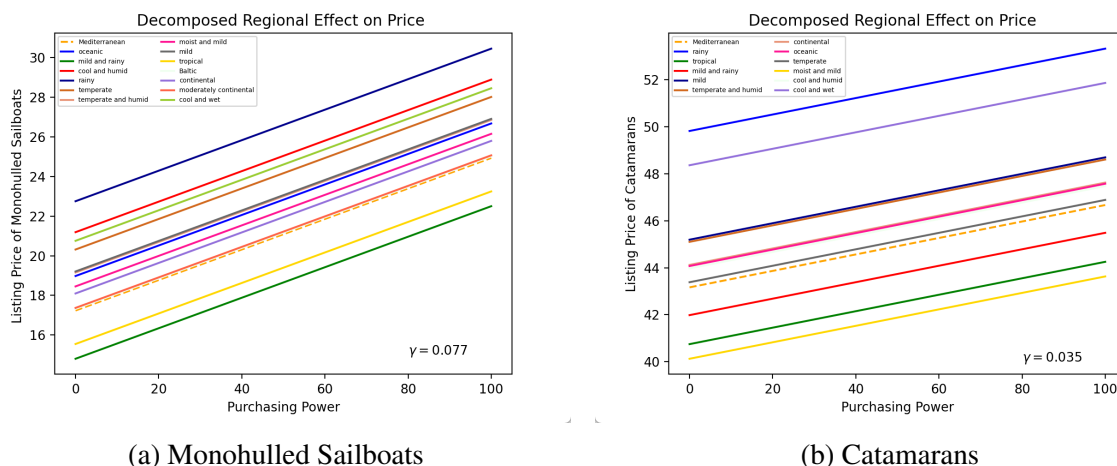 Decomposed Regional Effect on Price
Listing Price of Monohulled Sailboats
30
28
26
24
22
20
18
16
Mediterranean
oceanic
mild and rainy
cool and humid
rainy
temperate
temperate and humid
moist and mild
mild
tropical
Baltic
continental
moderately continental
cool and wet
γ = 0.077
0 20 40 60 80 100
Purchasing Power
(a) Monohulled Sailboats
Decomposed Regional Effect on Price
Listing Price of Catamarans
52
50
48
46
44
42
40
Mediterranean
rainy
tropical
mild and rainy
mild
temperate and humid
continental
oceanic
temperate
moist and mild
cool and humid
cool and wet
γ = 0.035
0 20 40 60 80 100
Purchasing Power
(b) Catamarans